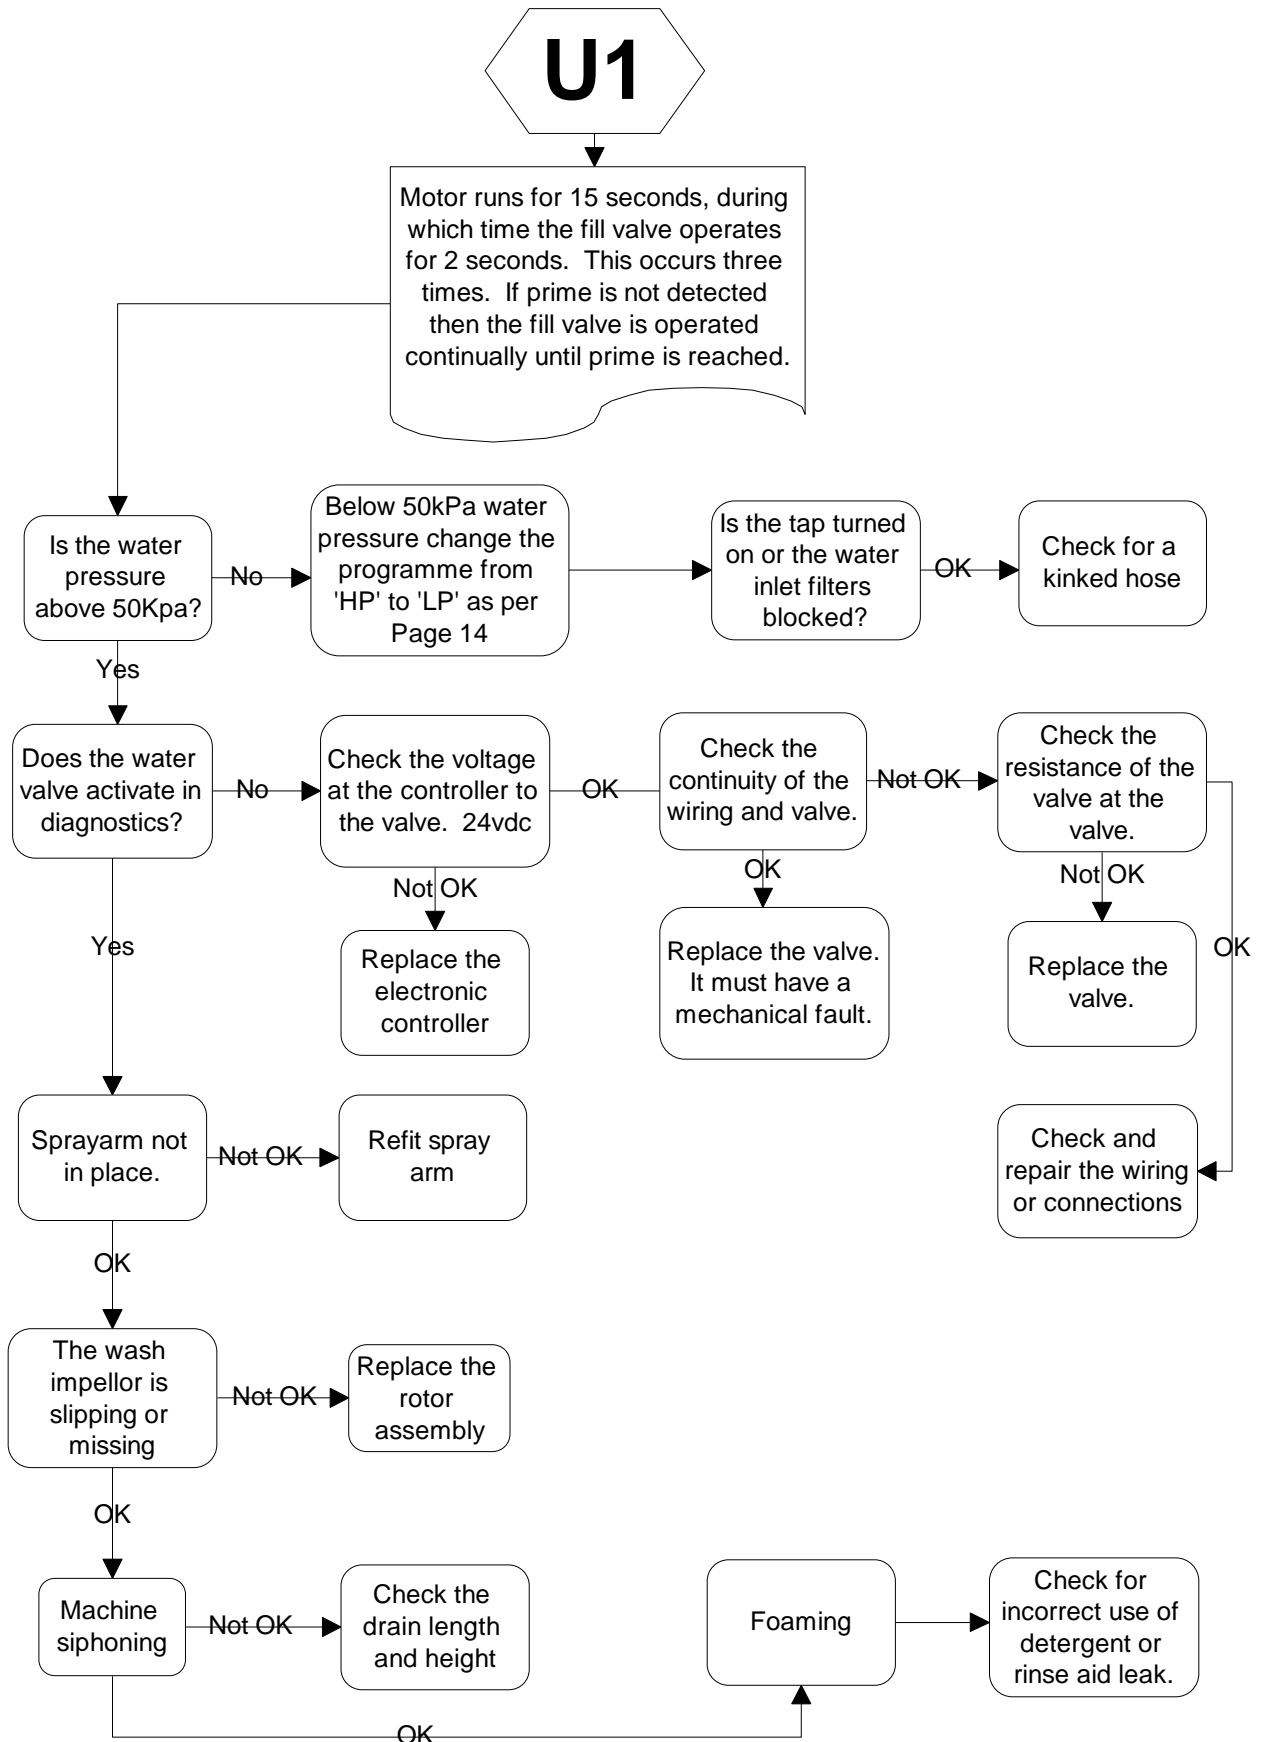 U1
Motor runs for 15 seconds, during
which time the fill valve operates
for 2 seconds.  This occurs three
times.  If prime is not detected
then the fill valve is operated
continually until prime is reached.
Is the water
pressure
above 50Kpa?
No
Below 50kPa water
pressure change the
programme from
'HP' to 'LP' as per
Page 14
Is the tap turned
on or the water
inlet filters
blocked?
OK
Check for a
kinked hose
Yes
Does the water
valve activate in
diagnostics?
No
Check the voltage
at the controller to
the valve.  24vdc
OK
Check the
continuity of the
wiring and valve.
Not OK
Check the
resistance of the
valve at the
valve.
Not OK
Replace the
electronic
controller
OK
Replace the valve.
It must have a
mechanical fault.
Not OK
Replace the
valve.
OK
Check and
repair the wiring
or connections
Yes
Sprayarm not
in place.
Not OK
Refit spray
arm
OK
The wash
impellor is
slipping or
missing
Not OK
Replace the
rotor
assembly
OK
Machine
siphoning
Not OK
Check the
drain length
and height
OK
Foaming
Check for
incorrect use of
detergent or
rinse aid leak.